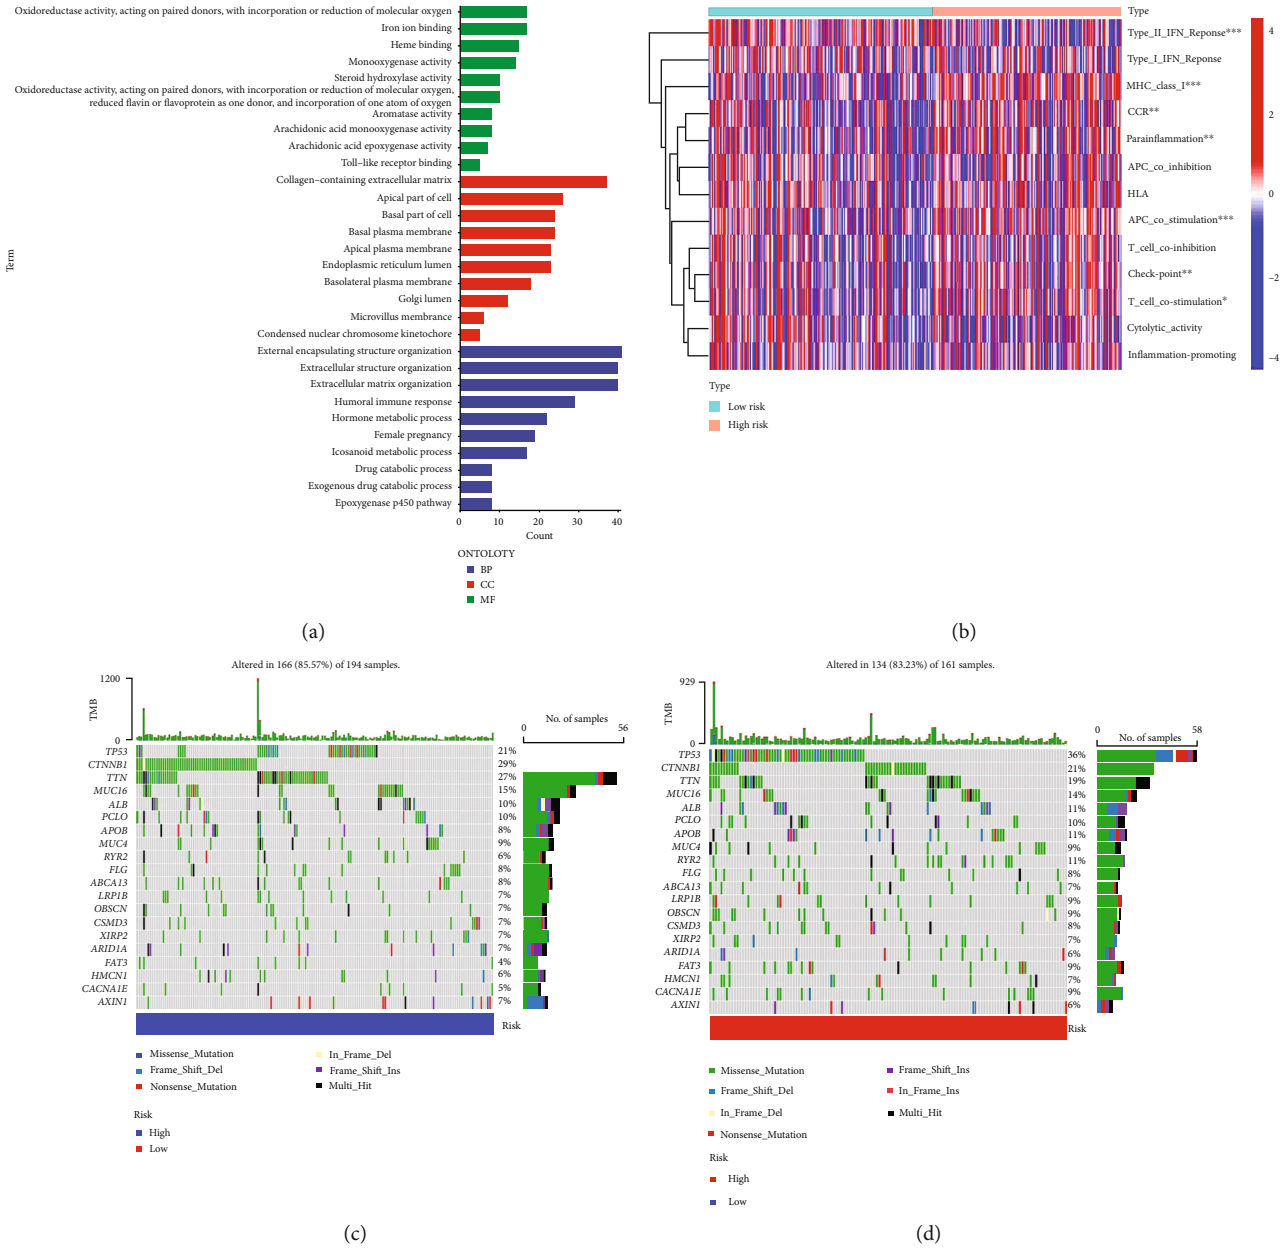 Term
Oxidoreductase activity, acting on paired donors, with incorporation or reduction of molecular oxygen
Iron ion binding
Heme binding
Monooxygenase activity
Steroid hydroxylase activity
Oxidoreductase activity, acting on paired donors, with incorporation or reduction of molecular oxygen,
reduced flavin or flavoprotein as one donor, and incorporation of one atom of oxygen
Aromatase activity
Arachidonic acid monooxygenase activity
Arachidonic acid epoxygenase activity
Toll-like receptor binding
Collagen-containing extracellular matrix
Apical part of cell
Basal part of cell
Basal plasma membrane
Apical plasma membrane
Endoplasmic reticulum lumen
Basolateral plasma membrane
Golgi lumen
Microvillus membrance
Condensed nuclear chromosome kinetochore
External encapsulating structure organization
Extracellular structure organization
Extracellular matrix organization
Humoral immune response
Hormone metabolic process
Female pregnancy
Icosanoid metabolic process
Drug catabolic process
Exogenous drug catabolic process
Epoxygenase p450 pathway
0 10 20 30 40
Count
ONTOLOTY
BP
CC
MF
(a)
Type
Type_II_IFN_Reponse***
Type_I_IFN_Reponse
MHC_class_I***
CCR**
Parainflammation**
APC_co_inhibition
HLA
APC_co_stimulation***
T_cell_co-inhibition
Check-point**
T_cell_co-stimulation*
Cytolytic_activity
Inflammation-promoting
4
2
0
−2
−4
Type
Low risk
High risk
(b)
Altered in 166 (85.57%) of 194 samples.
1200
TMB
0
No. of samples
0 56
TP53 21%
CTNNB1 29%
TTN 27%
MUC16 15%
ALB 10%
PCLO 10%
APOB 8%
MUC4 9%
RYR2 6%
FLG 8%
ABCA13 8%
LRP1B 7%
OBSCN 7%
CSMD3 7%
XIRP2 7%
ARID1A 7%
FAT3 4%
HMCN1 6%
CACNA1E 5%
AXIN1 7%
Risk
Missense_Mutation
Frame_Shift_Del
Nonsense_Mutation
In_Frame_Del
Frame_Shift_Ins
Multi_Hit
Risk
High
Low
(c)
Altered in 134 (83.23%) of 161 samples.
929
TMB
0
0 58
No. of samples
TP53 36%
CTNNB1 21%
TTN 19%
MUC16 14%
ALB 11%
PCLO 10%
APOB 11%
MUC4 9%
RYR2 11%
FLG 8%
ABCA13 7%
LRP1B 9%
OBSCN 9%
CSMD3 8%
XIRP2 7%
ARID1A 6%
FAT3 9%
HMCN1 7%
CACNA1E 9%
AXIN1 6%
Risk
Missense_Mutation
Frame_Shift_Del
In_Frame_Del
Nonsense_Mutation
Frame_Shift_Ins
In_Frame_Ins
Multi_Hit
Risk
High
Low
(d)